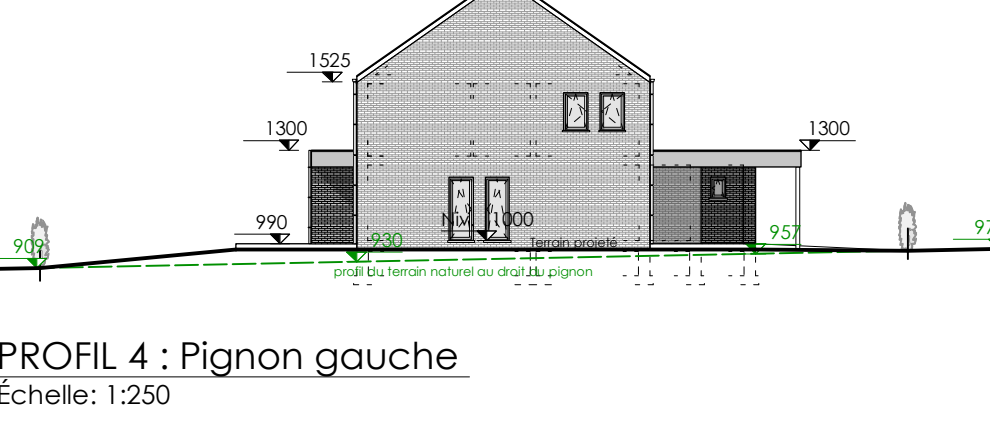 1525
1300
1300
990
Niv. 1000
909
930
957
Terrain projeté
profil du terrain naturel au droit du pignon
PROFIL 4 : Pignon gauche
Échelle: 1:250